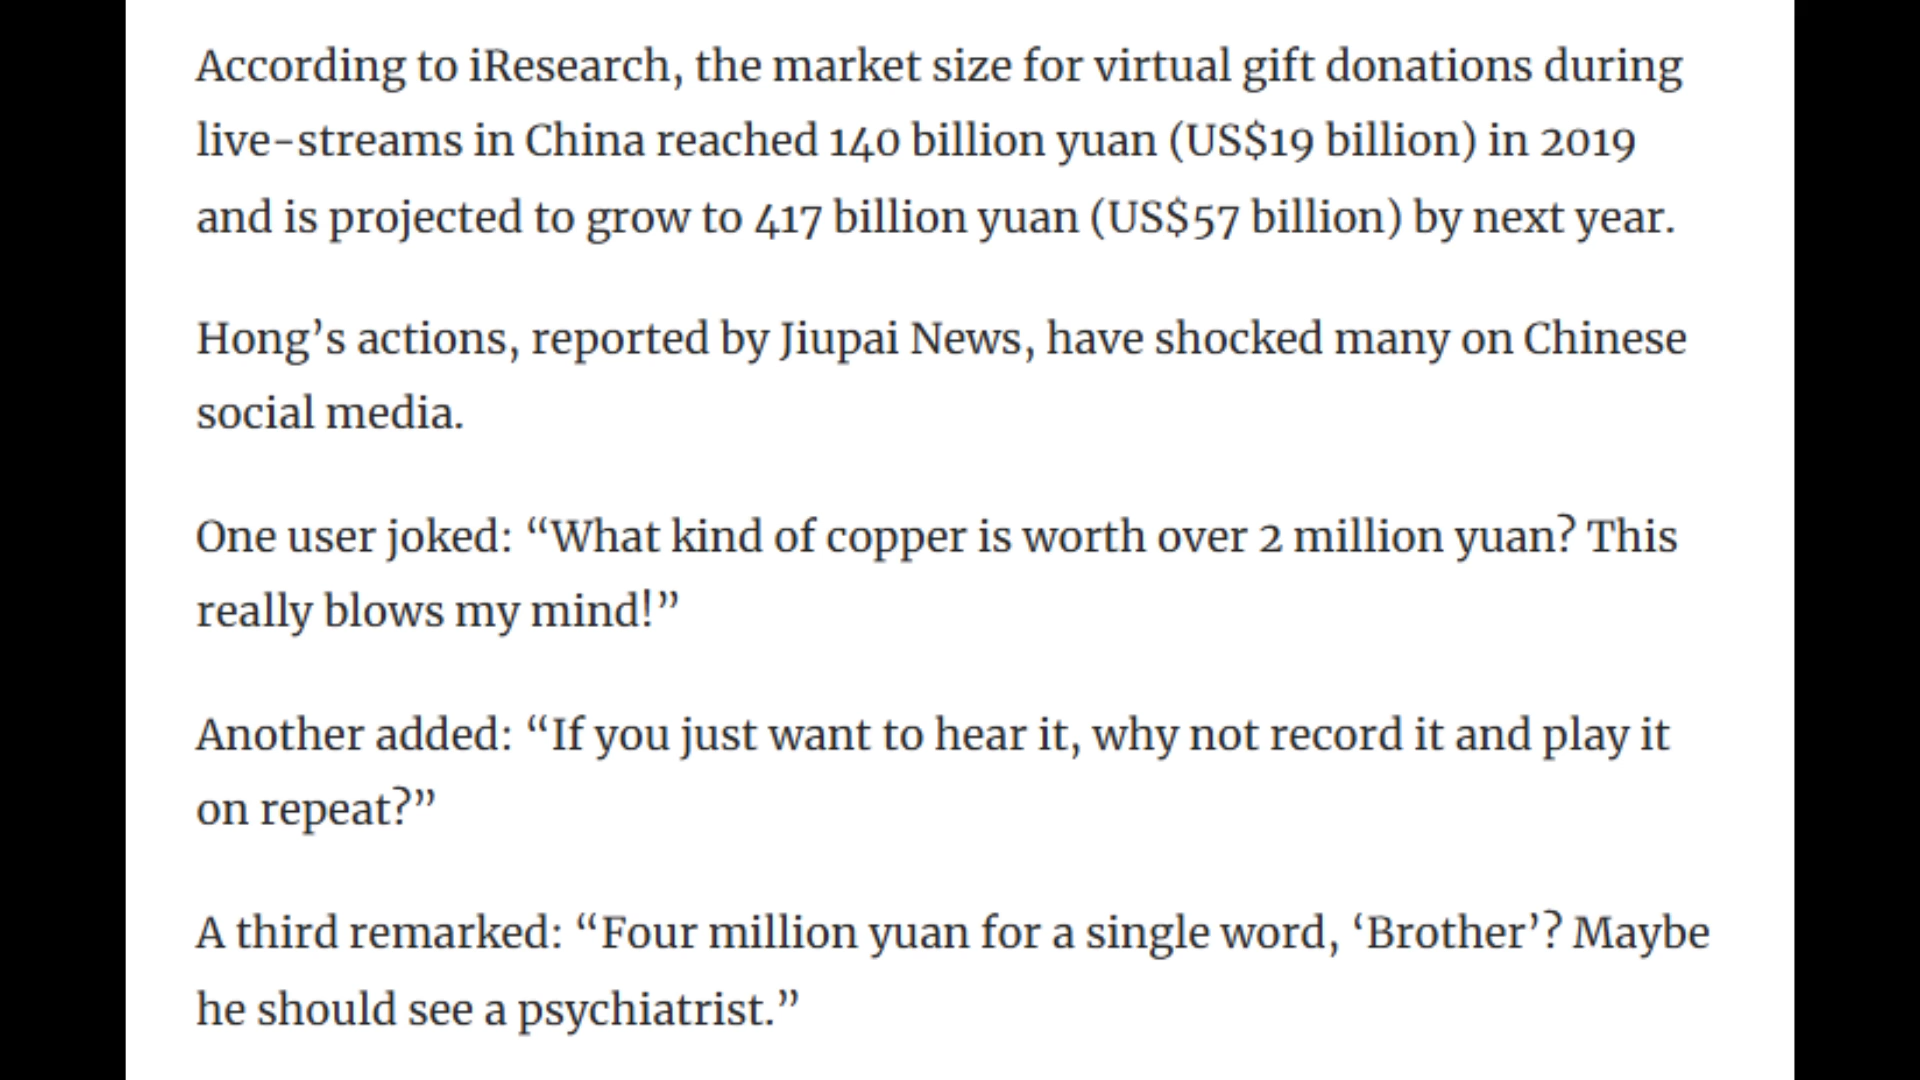 According to iResearch, the market size for virtual gift donations during
live-streams in China reached 140 billion yuan (US$19 billion) in 2019
and is projected to grow to 417 billion yuan (US$57 billion) by next year.
Hong’s actions, reported by Jiupai News, have shocked many on Chinese
social media.
One user joked: “What kind of copper is worth over 2 million yuan? This
really blows my mind!”
Another added: “If you just want to hear it, why not record it and play it
on repeat?”
A third remarked: “Four million yuan for a single word, ‘Brother’? Maybe
he should see a psychiatrist.”